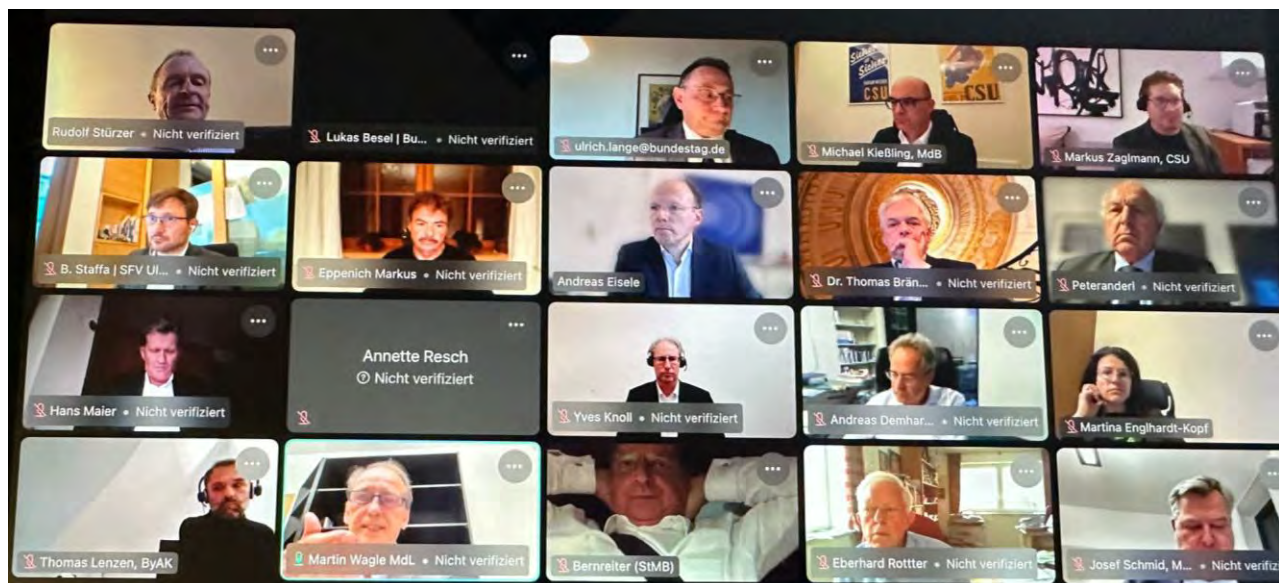 Rudolf Stürzer • Nicht verifiziert
Lukas Besel | Bu... • Nicht verifiziert
ulrich.lange@bundestag.de
CSU
CSU
Michael Kießling, MdB
Markus Zaglmann, CSU
B. Staffa | SFV UI... • Nicht verifiziert
Eppenich Markus • Nicht verifiziert
Andreas Eisele
Dr. Thomas Brän... • Nicht verifiziert
Peteranderl • Nicht verifiziert
Hans Maier • Nicht verifiziert
Annette Resch
Nicht verifiziert
Yves Knoll • Nicht verifiziert
Andreas Demhar... • Nicht verifiziert
Martina Englhardt-Kopf
Thomas Lenzen, ByAK
Martin Wagle MdL • Nicht verifiziert
Bernreiter (StMB)
Eberhard Rottter • Nicht verifiziert
Josef Schmid, M... • Nicht verifiz